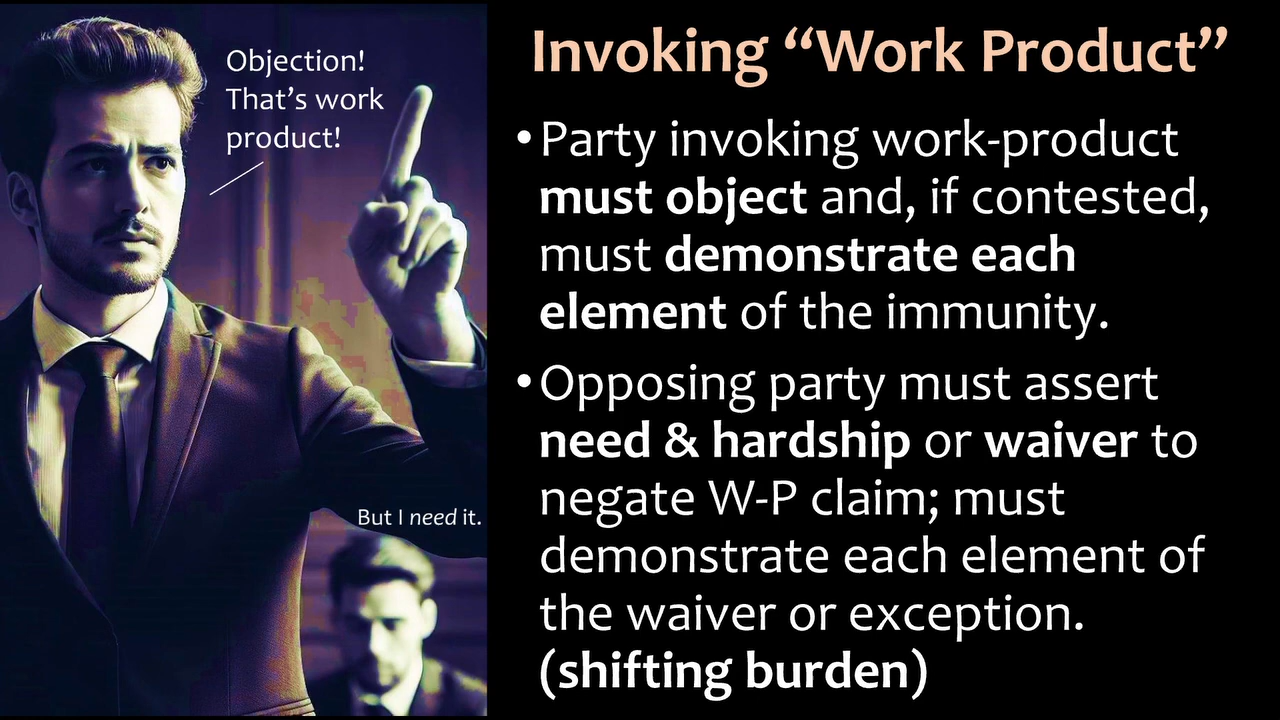 Objection!
That's work
product!
But I need it.
Invoking “Work Product”
•Party invoking work-product
must object and, if contested,
must demonstrate each
element of the immunity.
•Opposing party must assert
need & hardship or waiver to
negate W-P claim; must
demonstrate each element of
the waiver or exception.
(shifting burden)